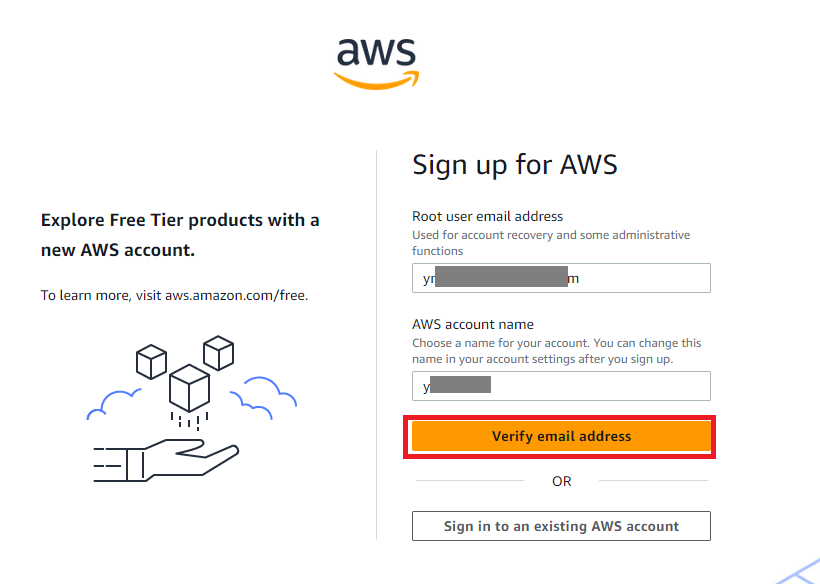 aws
Sign up for AWS
Explore Free Tier products with a
new AWS account.
To learn more, visit aws.amazon.com/free.
Root user email address
Used for account recovery and some administrative
functions
yr m
AWS account name
Choose a name for your account. You can change this
name in your account settings after you sign up.
y
Verify email address
OR
Sign in to an existing AWS account